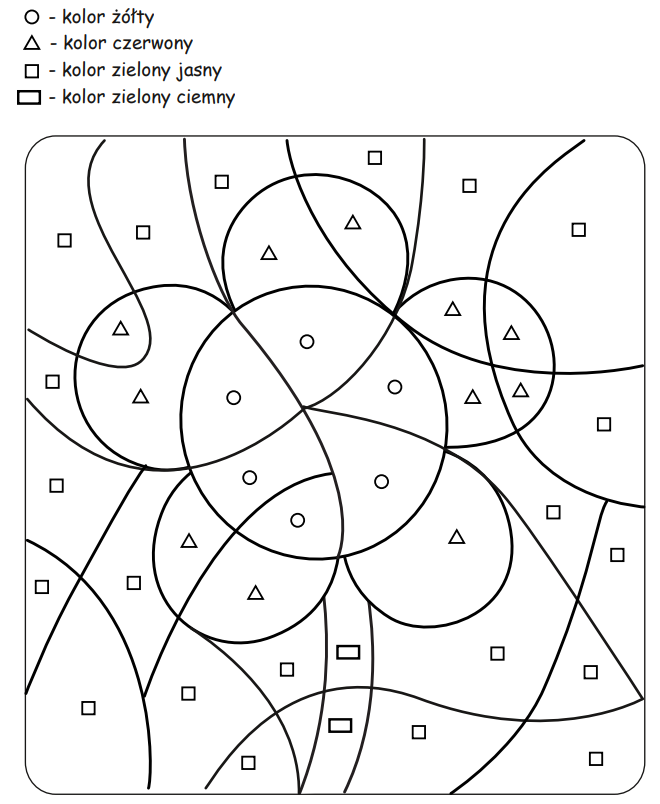 - kolor żółty
- kolor czerwony
- kolor zielony jasny
- kolor zielony ciemny